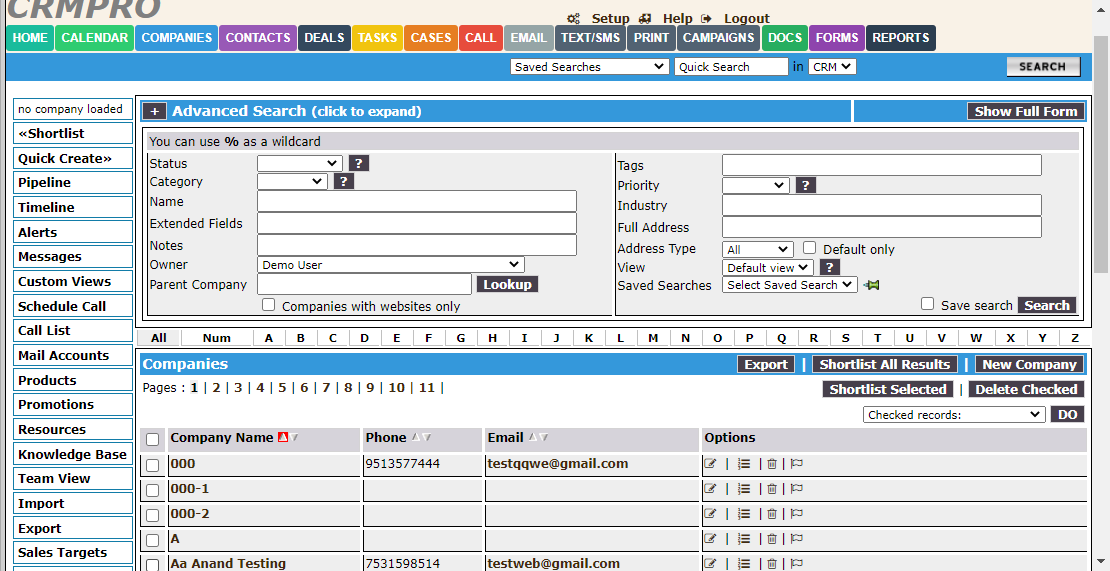 CRMPRO
Setup Help Logout
HOME CALENDAR COMPANIES CONTACTS DEALS TASKS CASES CALL EMAIL TEXT/SMS PRINT CAMPAIGNS DOCS FORMS REPORTS
Saved Searches Quick Search in CRM SEARCH
no company loaded
«Shortlist
Quick Create»
Pipeline
Timeline
Alerts
Messages
Custom Views
Schedule Call
Call List
Mail Accounts
Products
Promotions
Resources
Knowledge Base
Team View
Import
Export
Sales Targets
+ Advanced Search (click to expand) Show Full Form
You can use % as a wildcard
Status ?
Category ?
Name
Extended Fields
Notes
Owner Demo User
Parent Company Lookup
Companies with websites only
Tags
Priority ?
Industry
Full Address
Address Type All Default only
View Default view ?
Saved Searches Select Saved Search
Save search Search
All Num A B C D E F G H I J K L M N O P Q R S T U V W X Y Z
Companies Export | Shortlist All Results | New Company
Pages : 1 | 2 | 3 | 4 | 5 | 6 | 7 | 8 | 9 | 10 | 11 |
Shortlist Selected | Delete Checked
Checked records: DO
Company Name Phone Email Options
000 9513577444 testqqwe@gmail.com | | |
000-1 | | |
000-2 | | |
A | | |
Aa Anand Testing 7531598514 testweb@gmail.com | | |